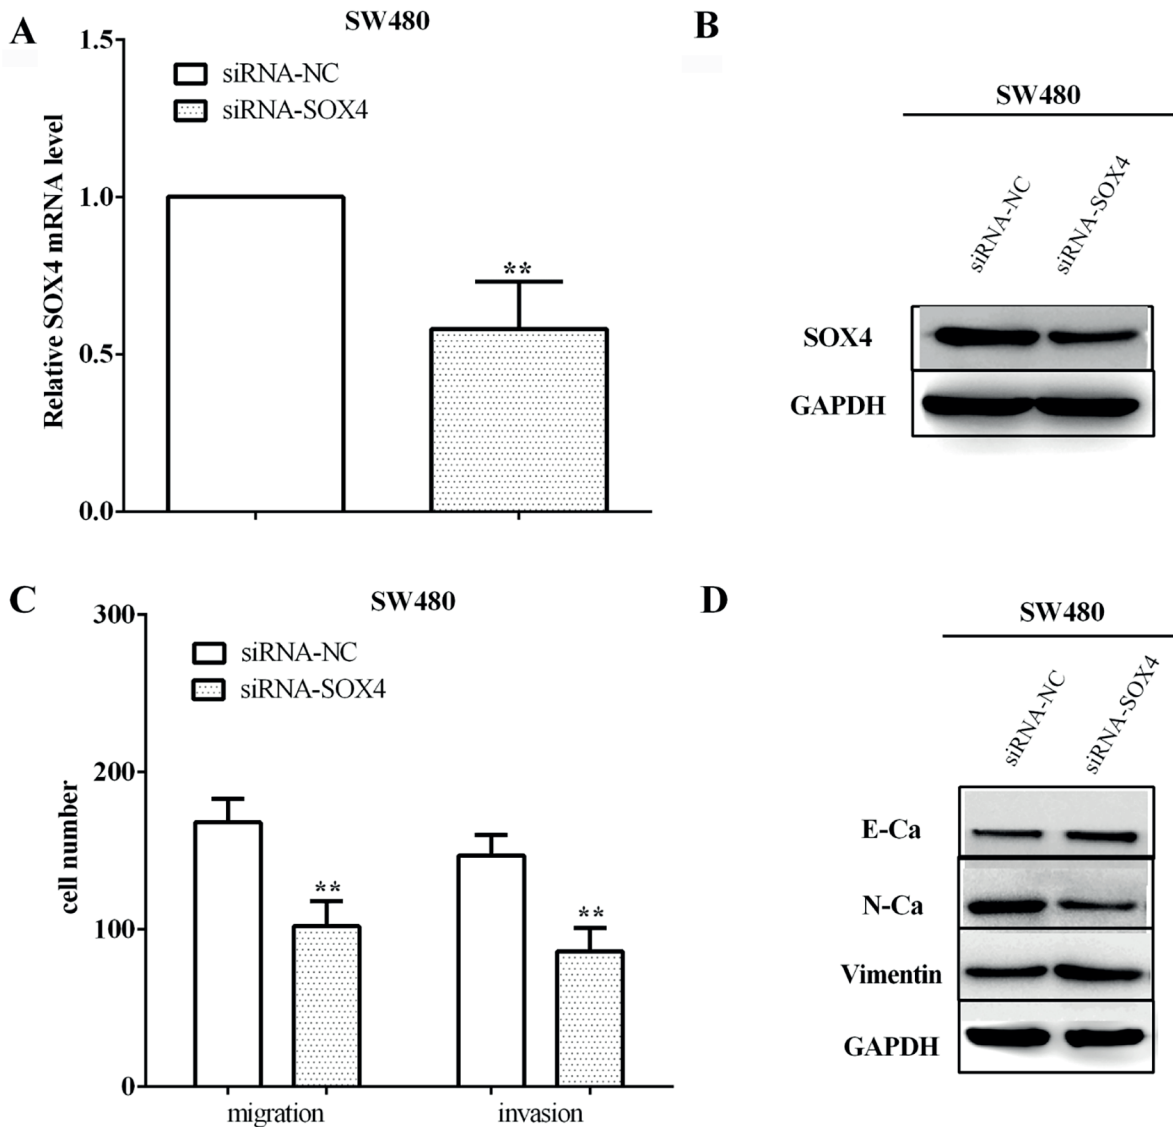 A
SW480
1.5
siRNA-NC
siRNA-SOX4
1.0
**
0.5
0.0
Relative SOX4 mRNA level
B
SW480
siRNA-NC
siRNA-SOX4
SOX4
GAPDH
C
SW480
300
siRNA-NC
siRNA-SOX4
200
**
**
100
0
cell number
migration
invasion
D
SW480
siRNA-NC
siRNA-SOX4
E-Ca
N-Ca
Vimentin
GAPDH